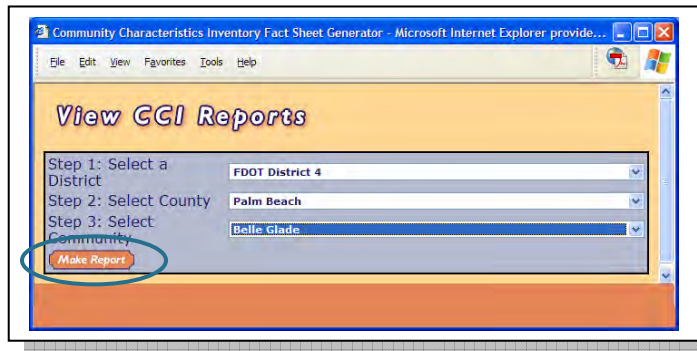 Community Characteristics Inventory Fact Sheet Generator - Microsoft Internet Explorer provide...
File Edit View Favorites Tools Help
View CCI Reports
Step 1: Select a
District
FDOT District 4
Step 2: Select County
Palm Beach
Step 3: Select
Community
Belle Glade
Make Report